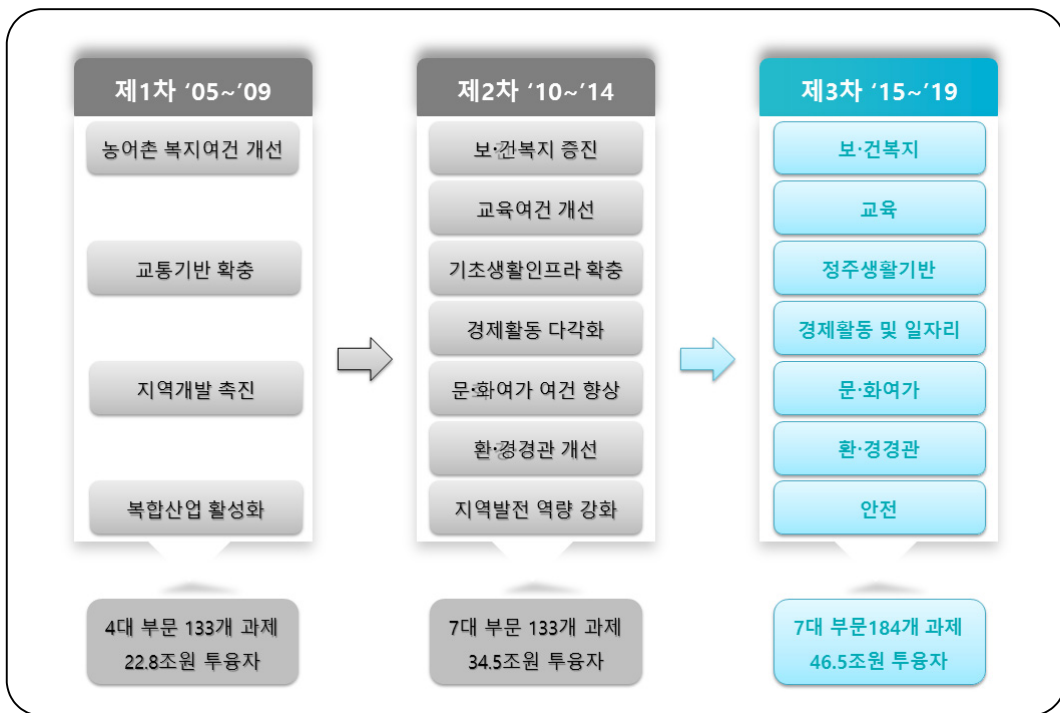 제1차 ‘05~’09
농어촌 복지여건 개선
교통기반 확충
지역개발 촉진
복합산업 활성화
4대 부문 133개 과제
22.8조원 투융자
제2차 ‘10~’14
보·건복지 증진
교육여건 개선
기초생활인프라 확충
경제활동 다각화
문·화여가 여건 향상
환·경경관 개선
지역발전 역량 강화
7대 부문 133개 과제
34.5조원 투융자
제3차 ‘15~’19
보·건복지
교육
정주생활기반
경제활동 및 일자리
문·화여가
환·경경관
안전
7대 부문184개 과제
46.5조원 투융자